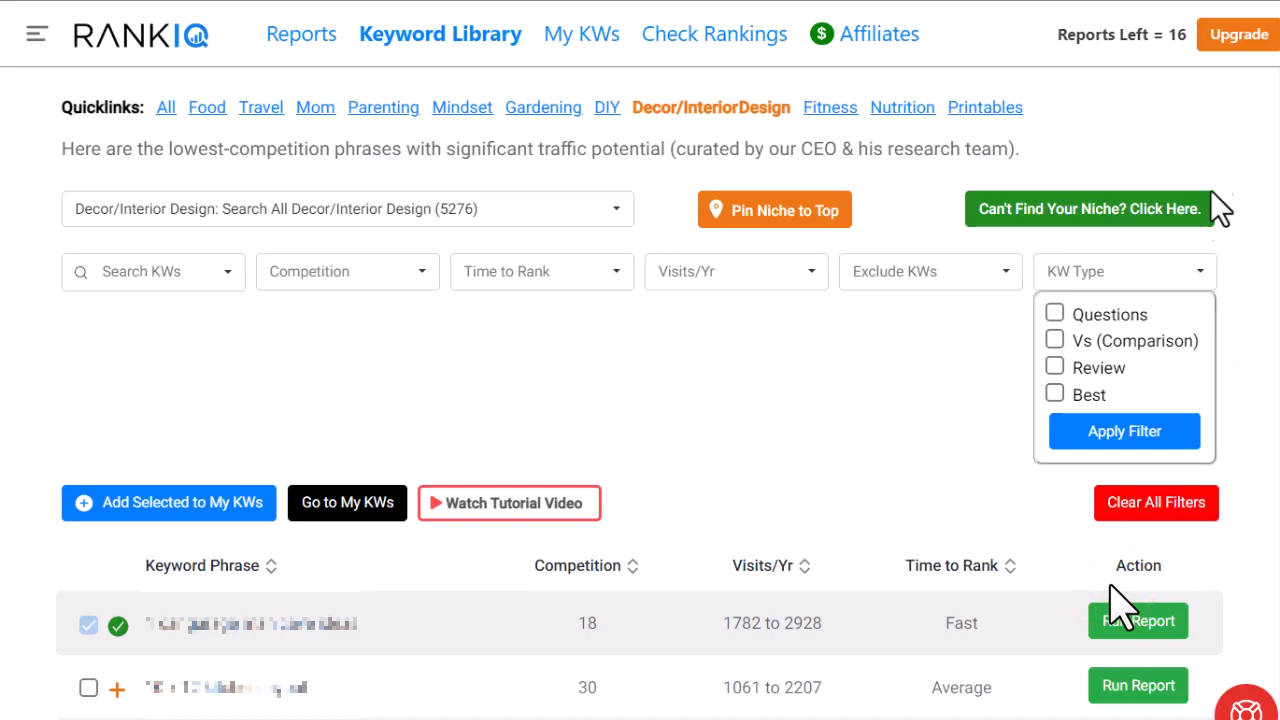 RANKIQ Reports Keyword Library My KWs Check Rankings $ Affiliates Reports Left = 16 Upgrade
Quicklinks: All Food Travel Mom Parenting Mindset Gardening DIY Decor/InteriorDesign Fitness Nutrition Printables
Here are the lowest-competition phrases with significant traffic potential (curated by our CEO & his research team).
Decor/Interior Design: Search All Decor/Interior Design (5276) Pin Niche to Top Can't Find Your Niche? Click Here.
Search KWs Competition Time to Rank Visits/Yr Exclude KWs KW Type
Questions
Vs (Comparison)
Review
Best
Apply Filter
Add Selected to My KWs Go to My KWs Watch Tutorial Video Clear All Filters
Keyword Phrase Competition Visits/Yr Time to Rank Action
18 1782 to 2928 Fast Report
30 1061 to 2207 Average Run Report